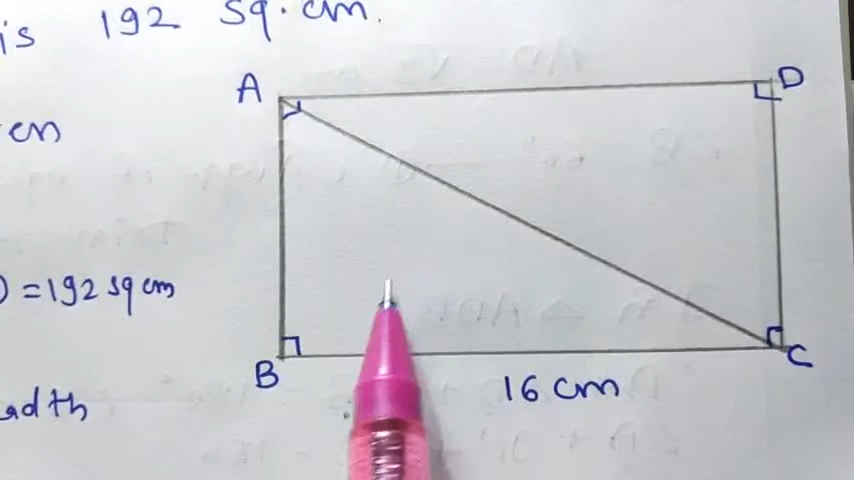 is 192 sq.cm.
A
D
cm
) = 192 sq cm
B
C
16 cm
adth